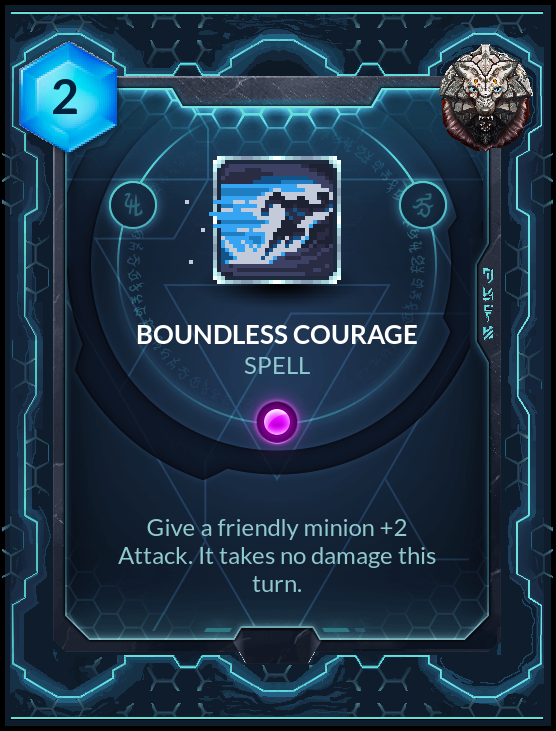 2
BOUNDLESS COURAGE
SPELL
Give a friendly minion +2
Attack. It takes no damage this
turn.